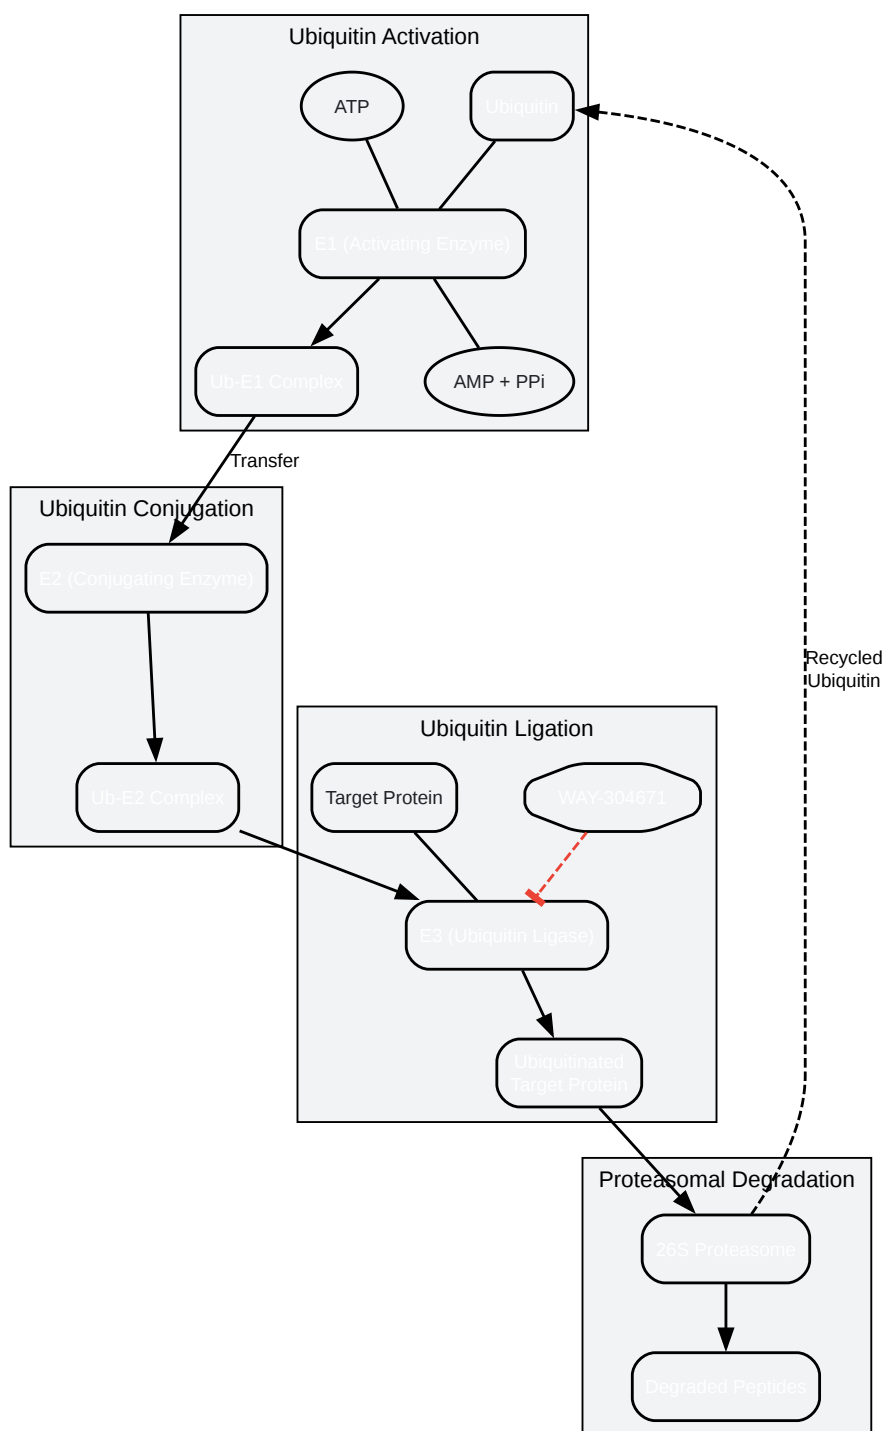 Ubiquitin Activation
ATP
Ubiquitin
E1 (Activating Enzyme)
Ub-E1 Complex
AMP + PPi
Transfer
Ubiquitin Conjugation
E2 (Conjugating Enzyme)
Ub-E2 Complex
Recycled
Ubiquitin
Ubiquitin Ligation
Target Protein
WAY-304671
E3 (Ubiquitin Ligase)
Ubiquitinated
Target Protein
Proteasomal Degradation
26S Proteasome
Degraded Peptides